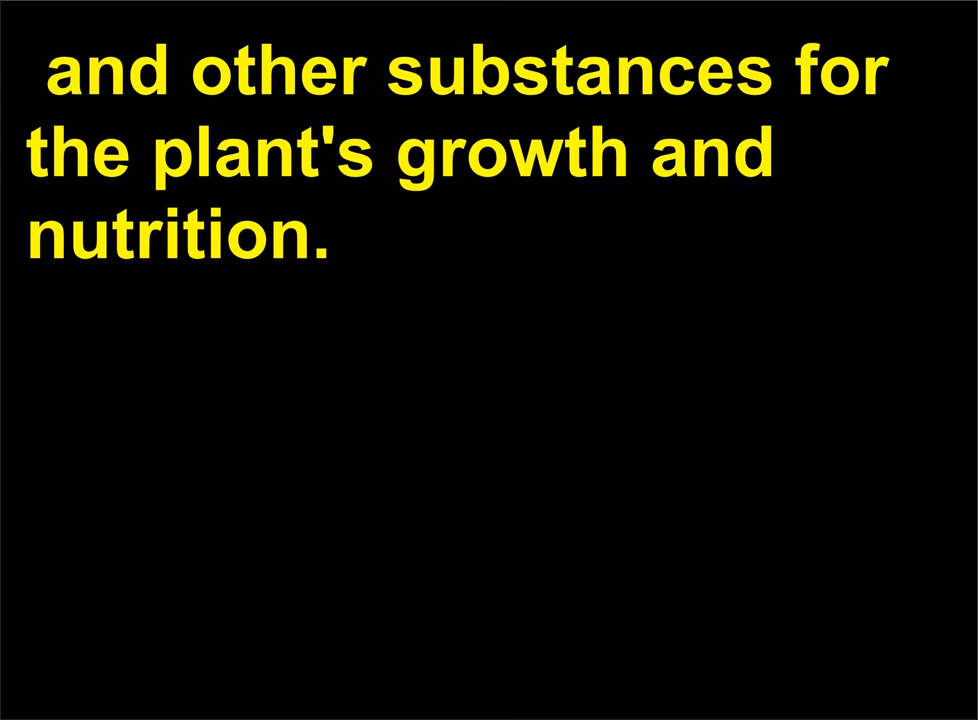 and other substances for
the plant's growth and
nutrition.